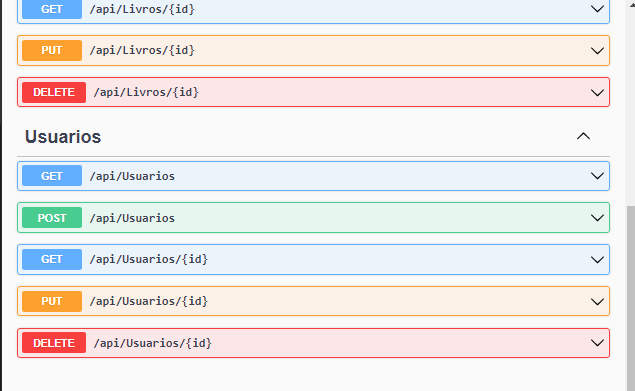 GET /api/Livros/{id}
PUT /api/Livros/{id}
DELETE /api/Livros/{id}
Usuarios
GET /api/Usuarios
POST /api/Usuarios
GET /api/Usuarios/{id}
PUT /api/Usuarios/{id}
DELETE /api/Usuarios/{id}